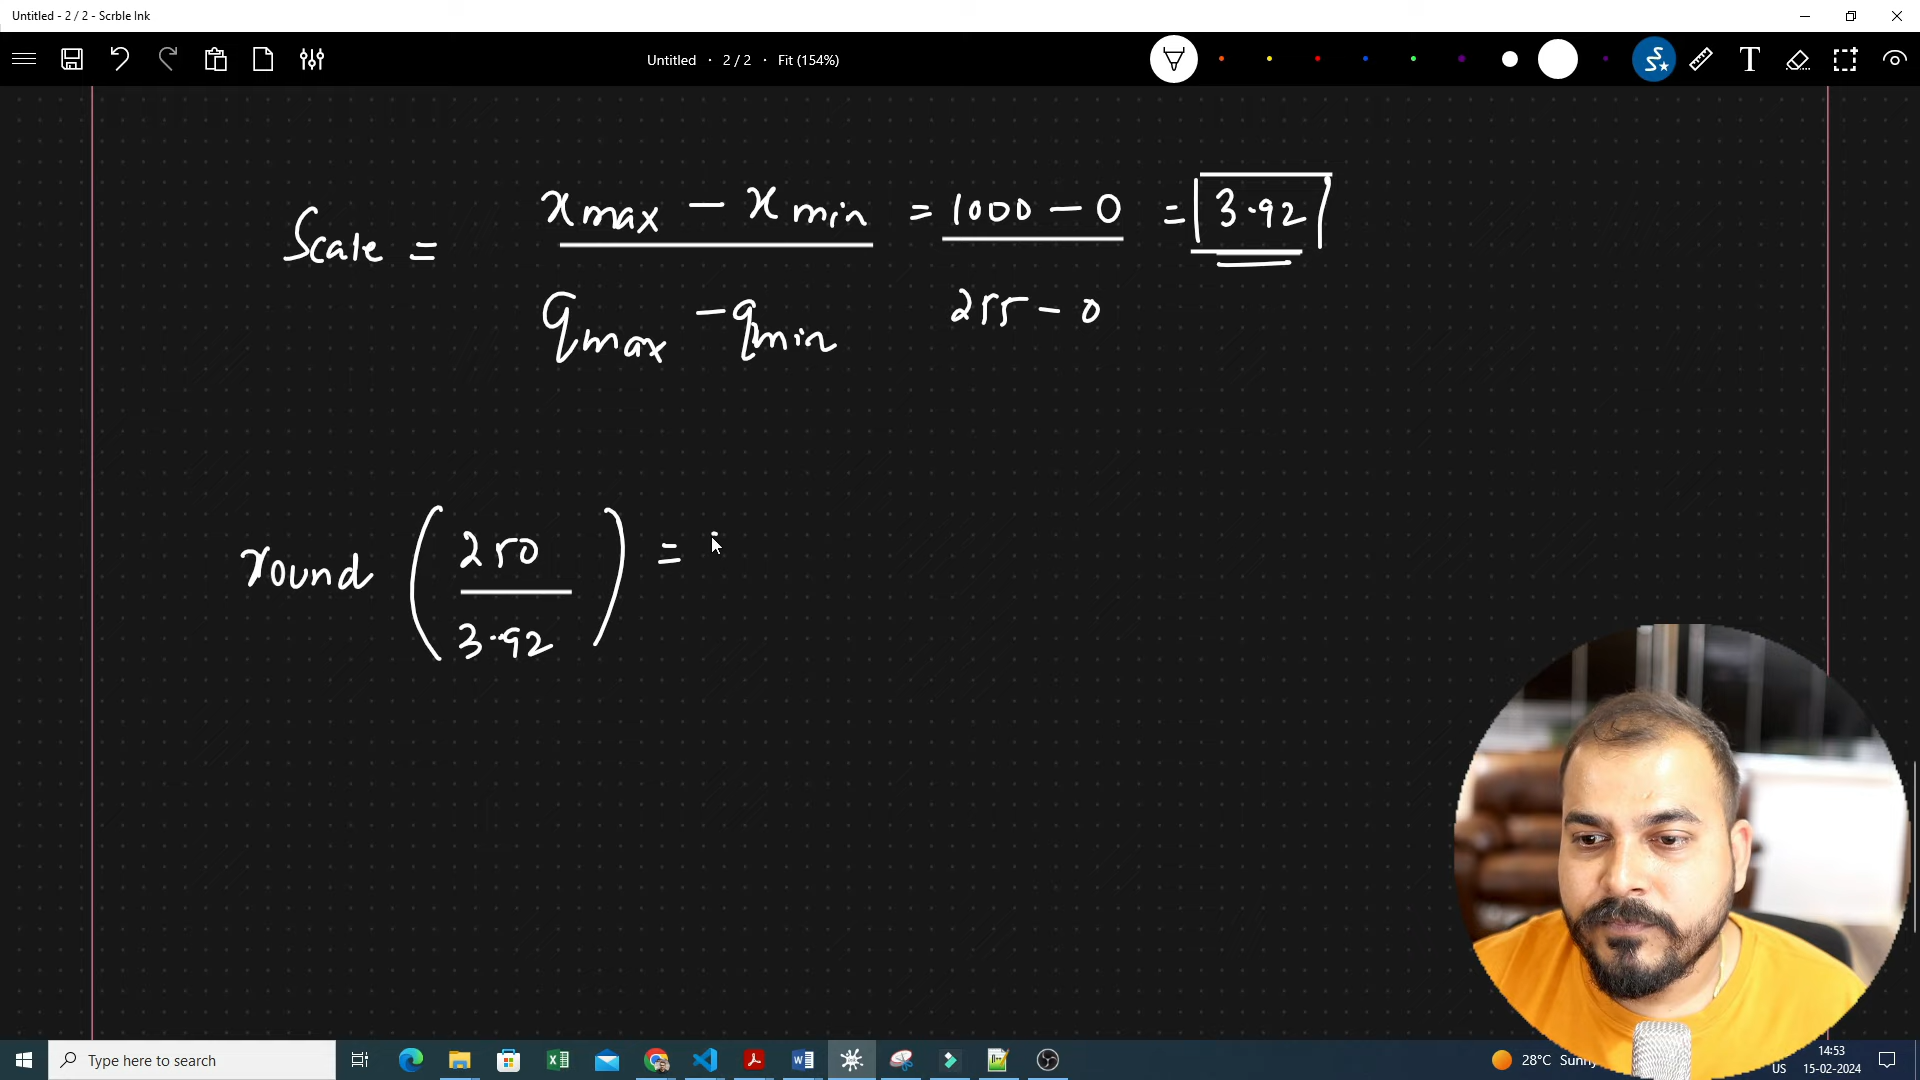 Untitled - 2 / 2 - Scrble Ink
Untitled · 2 / 2 · Fit (154%)
T
Scale = xmax - xmin = 1000 - 0 = 3.92
qmax - qmin 255 - 0
round ( 250 ) =
3.92
Type here to search
28°C Sunny
14:53
US 15-02-2024